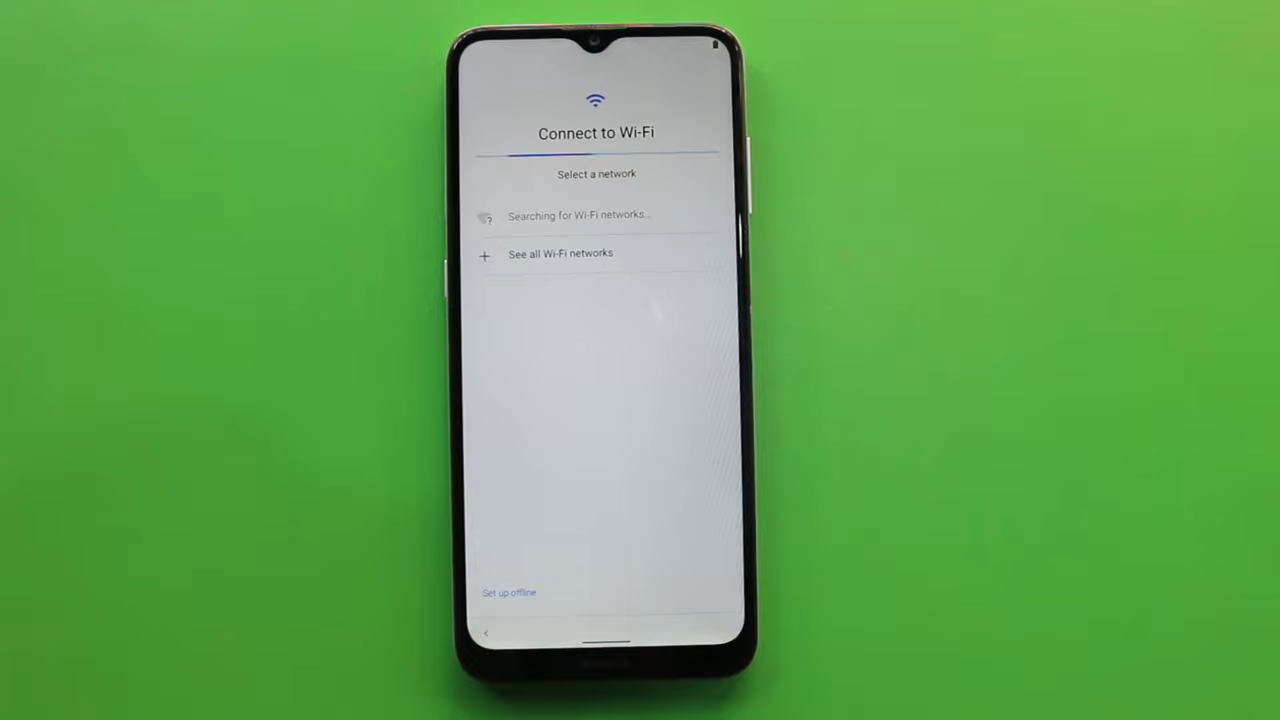 Connect to Wi-Fi
Select a network
Searching for Wi-Fi networks...
See all Wi-Fi networks
Set up offline